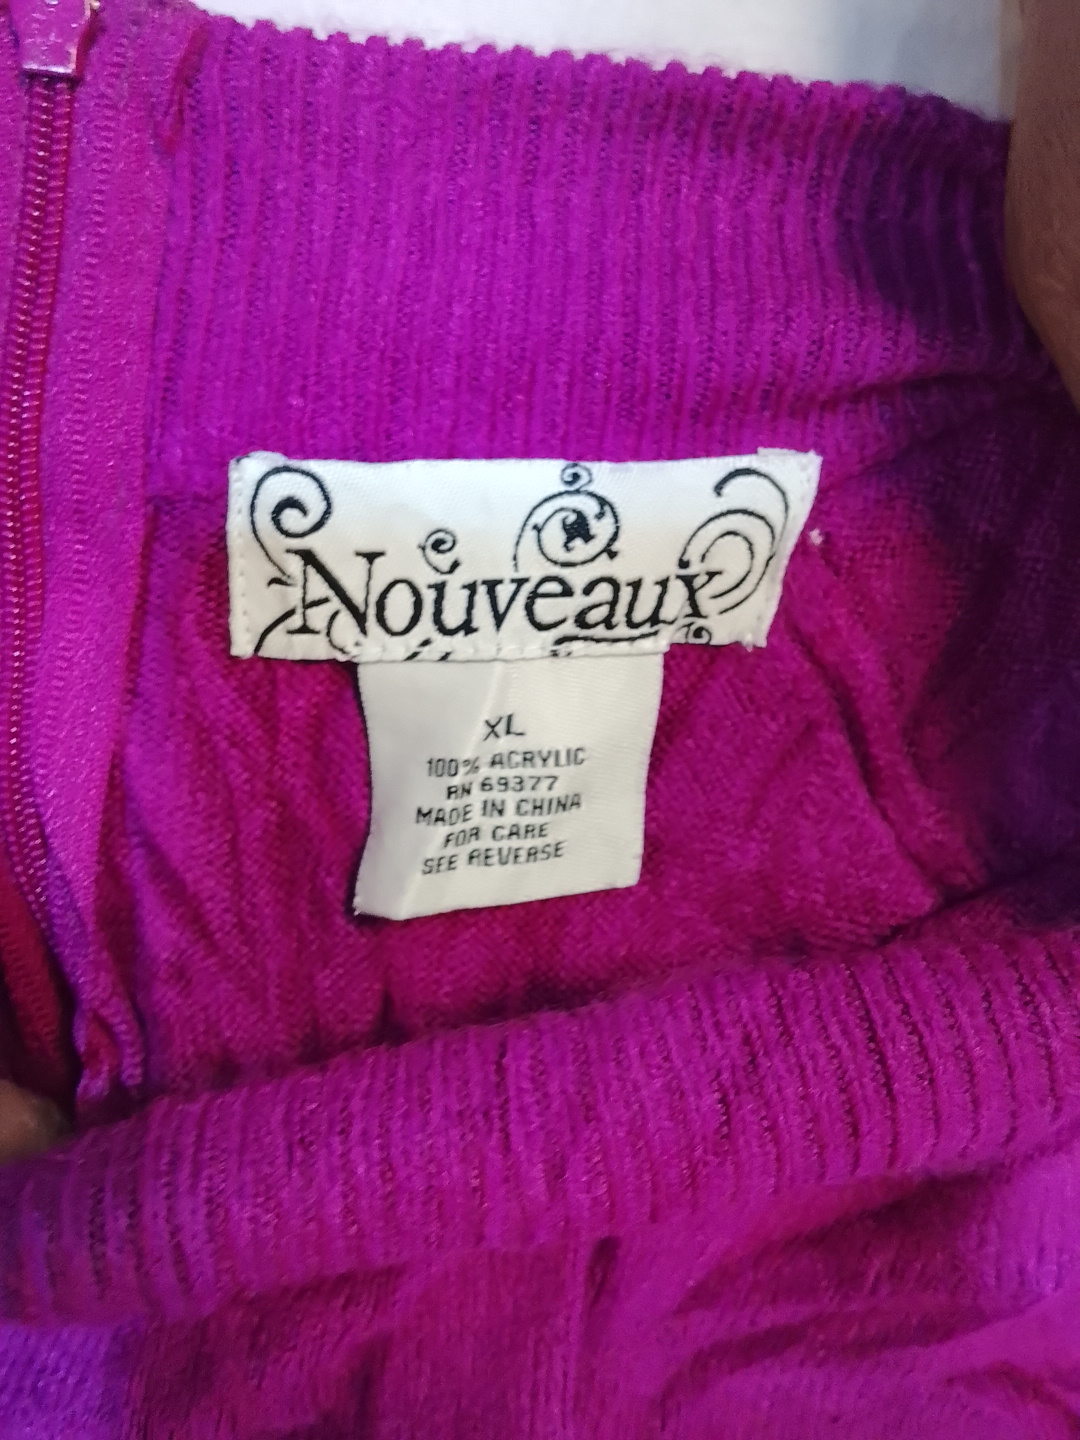 Nouveaux
XL
100% ACRYLIC
RN 69377
MADE IN CHINA
FOR CARE
SEE REVERSE